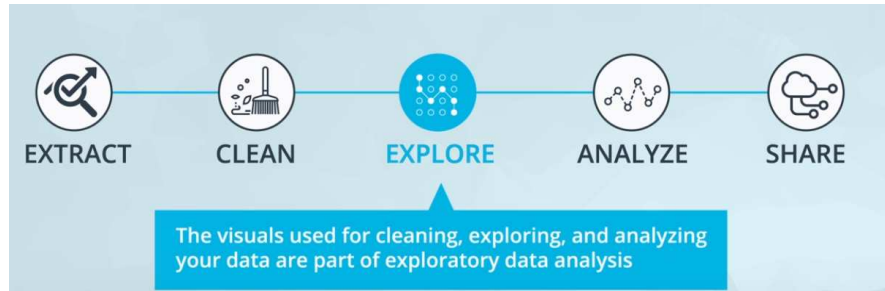 EXTRACT
CLEAN
EXPLORE
ANALYZE
SHARE
The visuals used for cleaning, exploring, and analyzing
your data are part of exploratory data analysis